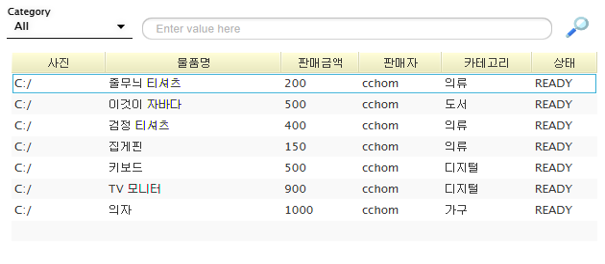 Category
All Enter value here
사진 물품명 판매금액 판매자 카테고리 상태
C:/ 줄무늬 티셔츠 200 cchom 의류 READY
C:/ 이것이 자바다 500 cchom 도서 READY
C:/ 검정 티셔츠 400 cchom 의류 READY
C:/ 집게핀 150 cchom 의류 READY
C:/ 키보드 500 cchom 디지털 READY
C:/ TV 모니터 900 cchom 디지털 READY
C:/ 의자 1000 cchom 가구 READY